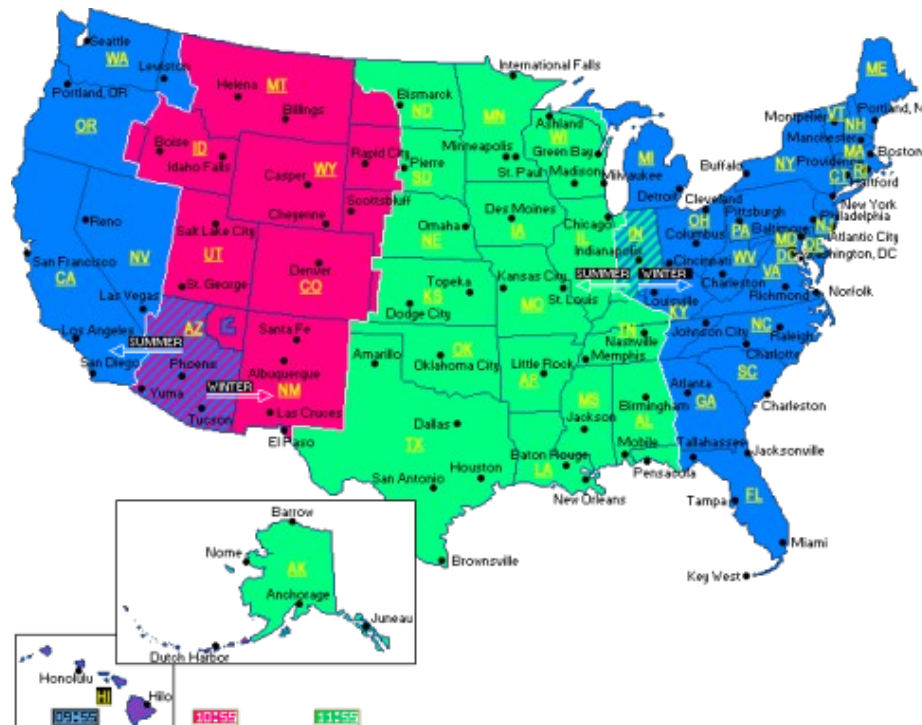 International Falls
Seattle
WA
Lewiston
Portland, OR
OR
Helena
MT
Billings
Bismarck
ND
MN
Ashland
WI
ME
Montpelier
VT
NH
Portland, M
Manchester
MA
Boston
Boise
ID
Idaho Falls
WY
Casper
Rapid City
Pierre
SD
Minneapolis
St. Paul
Green Bay
Madison
Milwaukee
MI
Detroit
Buffalo
NY
Providence
CT
RI
Cleveland
New York
Cheyenne
Scottsbluff
Omaha
NE
Des Moines
IA
Chicago
IL
IN
Indianapolis
OH
Columbus
Pittsburgh
PA
Philadelphia
NJ
Baltimore
MD
Atlantic City
DE
DC
Washington, DC
Reno
NV
San Francisco
CA
Salt Lake City
UT
St. George
Denver
CO
Topeka
KS
Dodge City
Kansas City
MO
St. Louis
SUMMER
WINTER
Cincinnati
WV
VA
Charleston
Richmond
Norfolk
Louisville
KY
Las Vegas
Los Angeles
SUMMER
San Diego
AZ
Phoenix
WINTER
Yuma
Tucson
Santa Fe
Albuquerque
NM
Las Cruces
El Paso
Amarillo
OK
Oklahoma City
Little Rock
AR
TN
Nashville
Memphis
Johnson City
NC
Raleigh
Charlotte
SC
Atlanta
GA
Charleston
Dallas
TX
MS
Jackson
Birmingham
AL
Mobile
Tallahassee
Jacksonville
Baton Rouge
LA
Houston
San Antonio
New Orleans
Pensacola
FL
Tampa
Miami
Key West
Brownsville
Barrow
Nome
AK
Anchorage
Juneau
Dutch Harbor
Honolulu
HI
Hilo
09:55
10:55
11:55